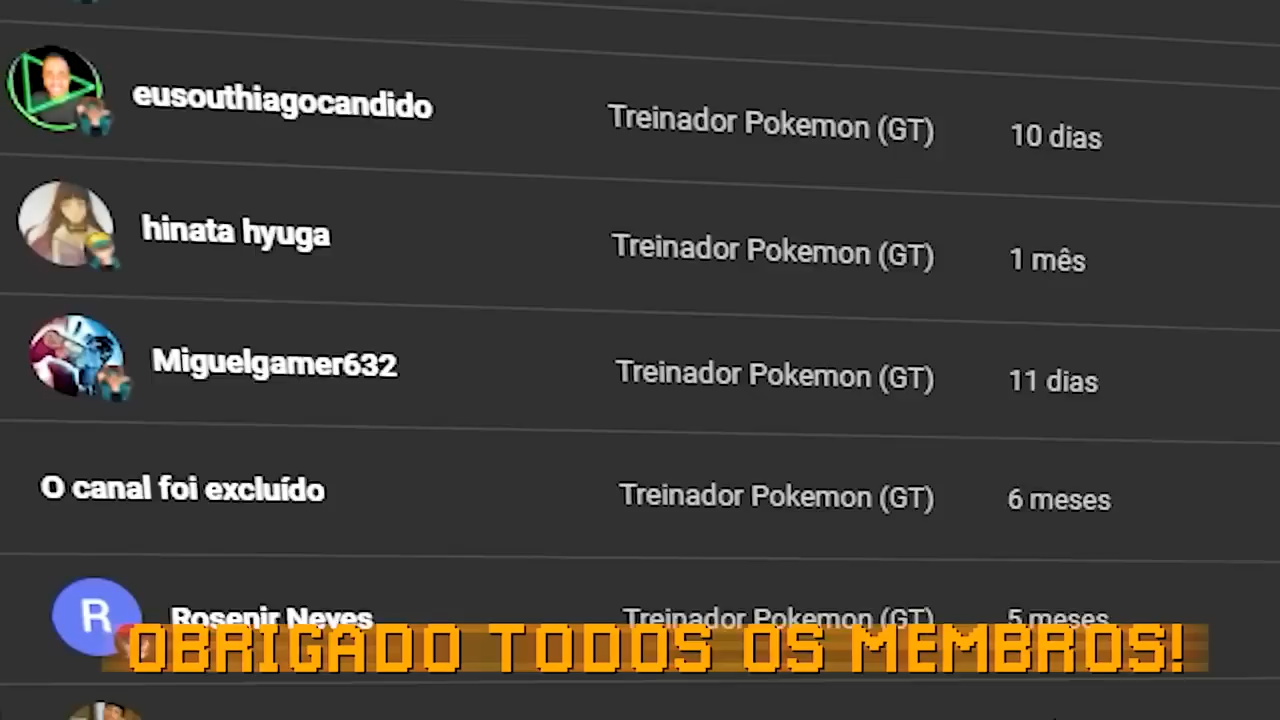 eusouthiagocandido Treinador Pokemon (GT) 10 dias
hinata hyuga Treinador Pokemon (GT) 1 mês
Miguelgamer632 Treinador Pokemon (GT) 11 dias
O canal foi excluído Treinador Pokemon (GT) 6 meses
R Rosenir Neves Treinador Pokemon (GT) 5 meses
OBRIGADO TODOS OS MEMBROS!